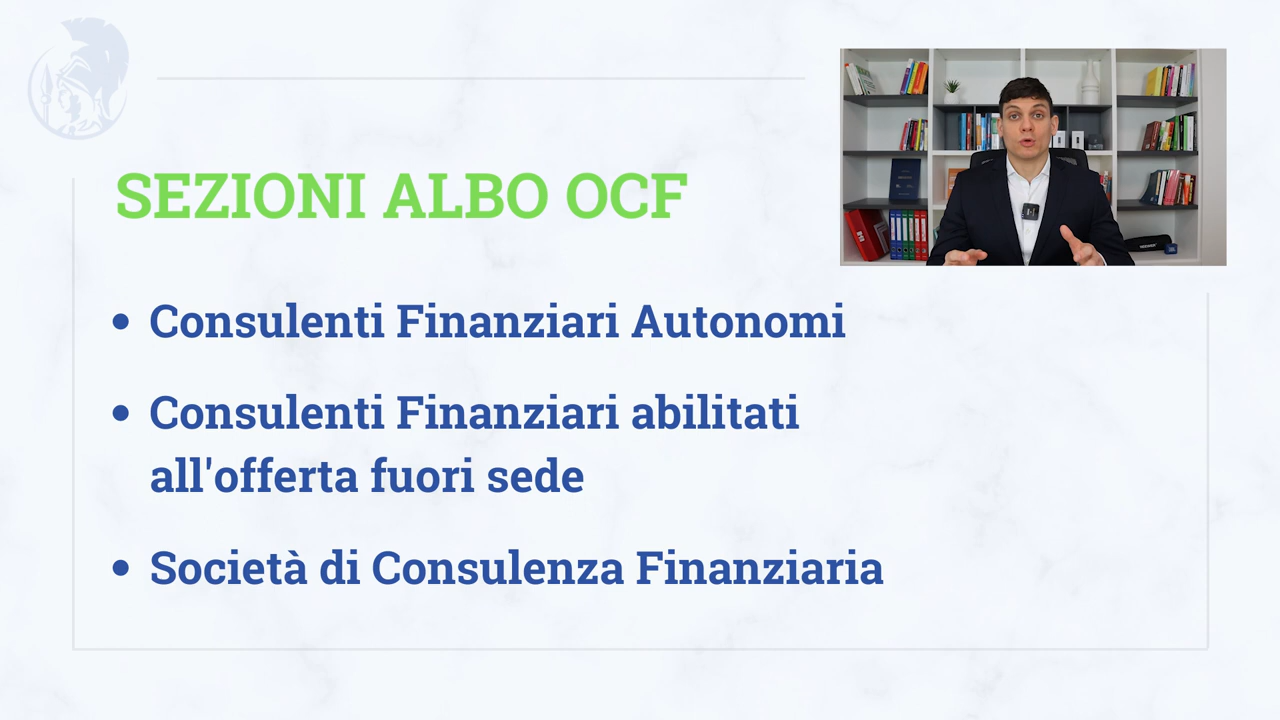 SEZIONI ALBO OCF
• Consulenti Finanziari Autonomi
• Consulenti Finanziari abilitati
all'offerta fuori sede
• Società di Consulenza Finanziaria